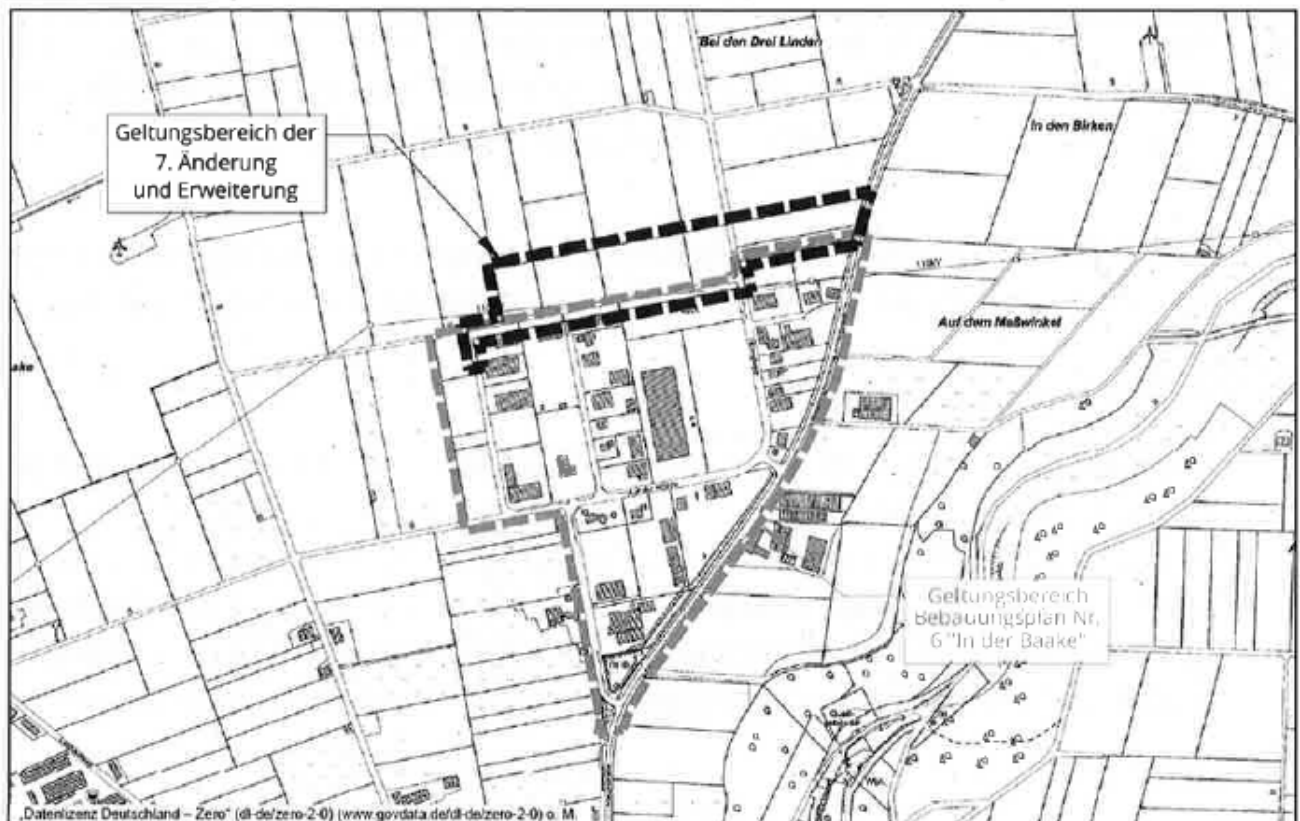 Bei den Drei Linden
In den Birken
Geltungsbereich der
7. Änderung
und Erweiterung
Auf dem Meßwinkel
Geltungsbereich
Bebauungsplan Nr.
6 "In der Baake"
„Datenlizenz Deutschland – Zero" (dl-de/zero-2-0) (www.govdata.de/dl-de/zero-2-0) o. M.